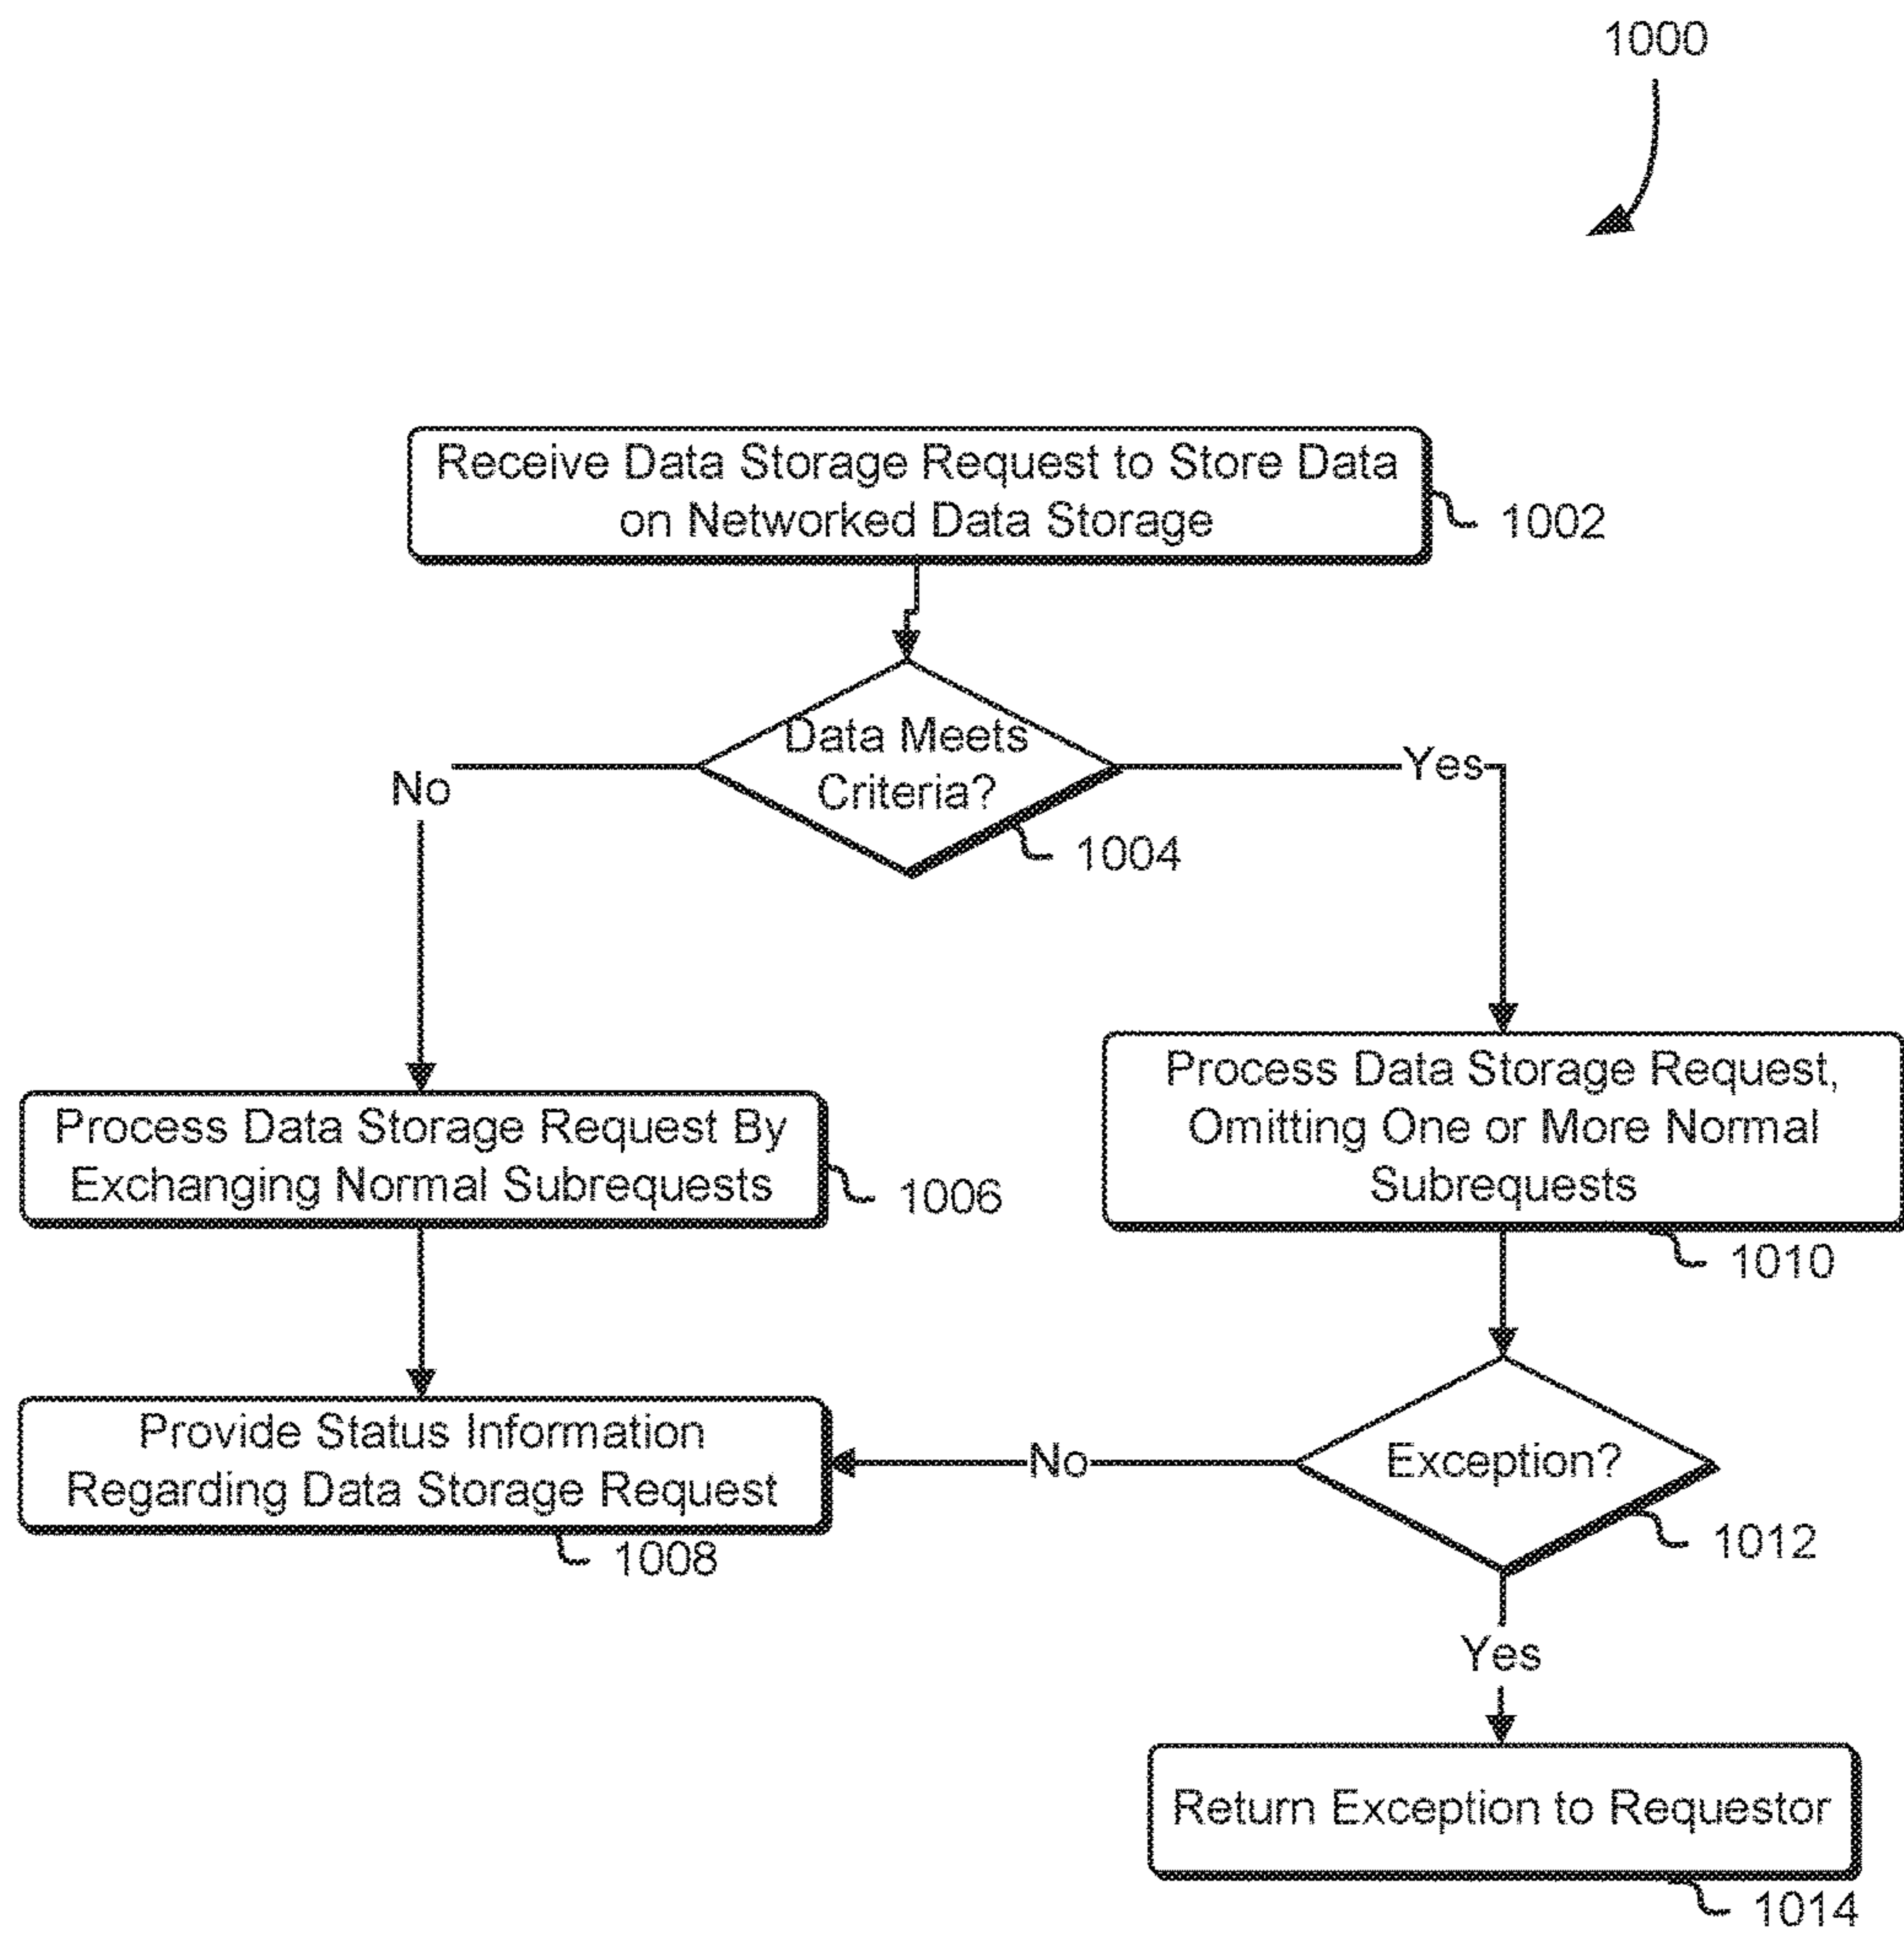 1000
Receive Data Storage Request to Store Data
on Networked Data Storage
1002
Data Meets
Criteria?
1004
No
Yes
Process Data Storage Request By
Exchanging Normal Subrequests
1006
Process Data Storage Request,
Omitting One or More Normal
Subrequests
1010
Provide Status Information
Regarding Data Storage Request
1008
No
Exception?
1012
Yes
Return Exception to Requestor
1014